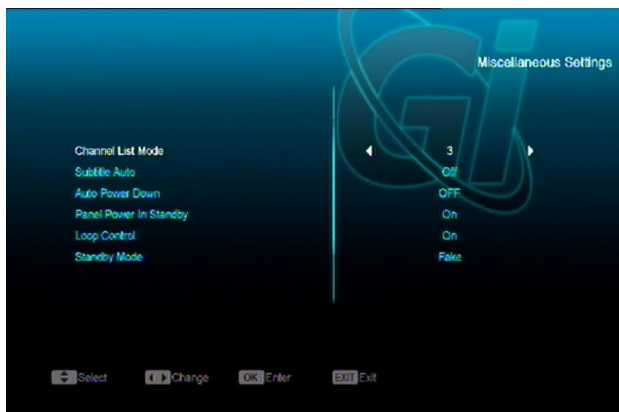 Gi
Miscellaneous Settings
Channel List Mode 3
Subtitle Auto Off
Auto Power Down OFF
Panel Power In Standby On
Loop Control On
Standby Mode Fake
Select Change OK Enter EXIT Exit